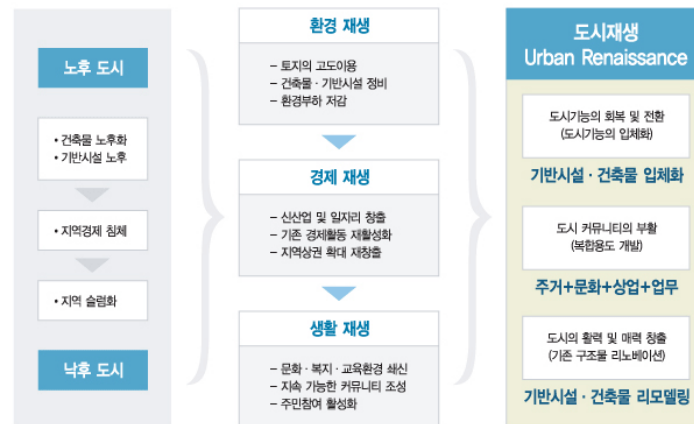 노후 도시
• 건축물 노후화
• 기반시설 노후
• 지역경제 침체
• 지역 슬럼화
낙후 도시
환경 재생
– 토지의 고도이용
– 건축물 · 기반시설 정비
– 환경부하 저감
경제 재생
– 신산업 및 일자리 창출
– 기존 경제활동 재활성화
– 지역상권 확대 재창출
생활 재생
– 문화 · 복지 · 교육환경 쇄신
– 지속 가능한 커뮤니티 조성
– 주민참여 활성화
도시재생
Urban Renaissance
도시기능의 회복 및 전환
(도시기능의 입체화)
기반시설 · 건축물 입체화
도시 커뮤니티의 부활
(복합용도 개발)
주거+문화+상업+업무
도시의 활력 및 매력 창출
(기존 구조물 리노베이션)
기반시설 · 건축물 리모델링